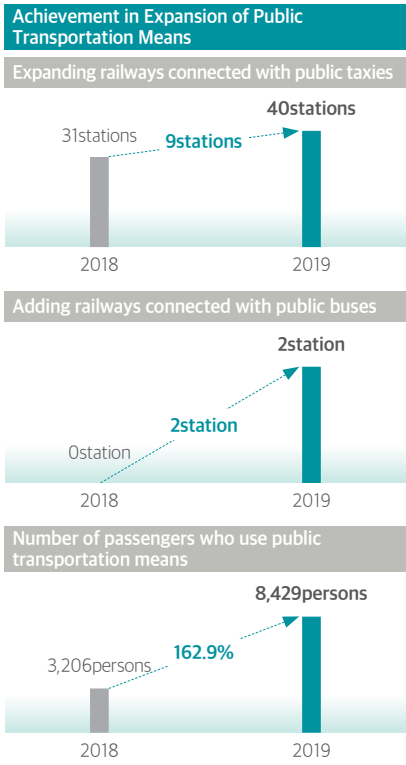 Achievement in Expansion of Public
Transportation Means
Expanding railways connected with public taxies
40stations
31stations
9stations
2018
2019
Adding railways connected with public buses
2station
2station
0station
2018
2019
Number of passengers who use public
transportation means
8,429persons
162.9%
3,206persons
2018
2019